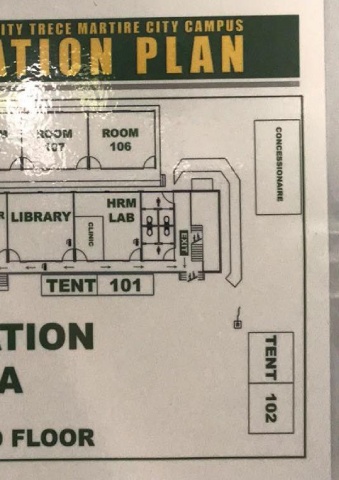 ITY TRECE MARTIRE CITY CAMPUS
ATION PLAN
ROOM 107
ROOM 106
CONCESSIONAIRE
LIBRARY
CLINIC
HRM LAB
EXIT
TENT 101
ATION
A
TENT 102
FLOOR